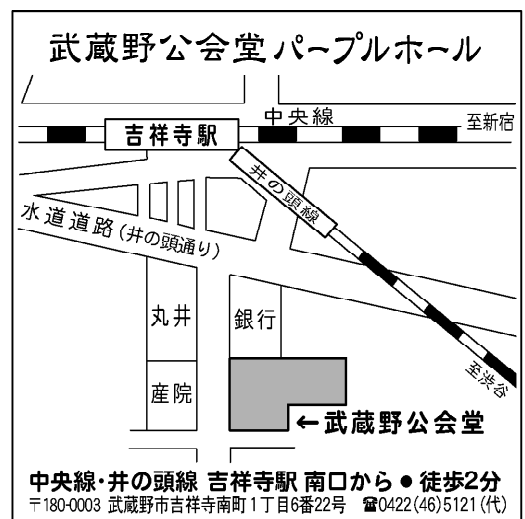 武蔵野公会堂パープルホール
中央線
至新宿
吉祥寺駅
井の頭線
水道道路(井の頭通り)
丸井
銀行
至渋谷
産院
←武蔵野公会堂
中央線・井の頭線 吉祥寺駅 南口から●徒歩2分
〒180-0003 武蔵野市吉祥寺南町1丁目6番22号 ☎0422(46)5121(代)